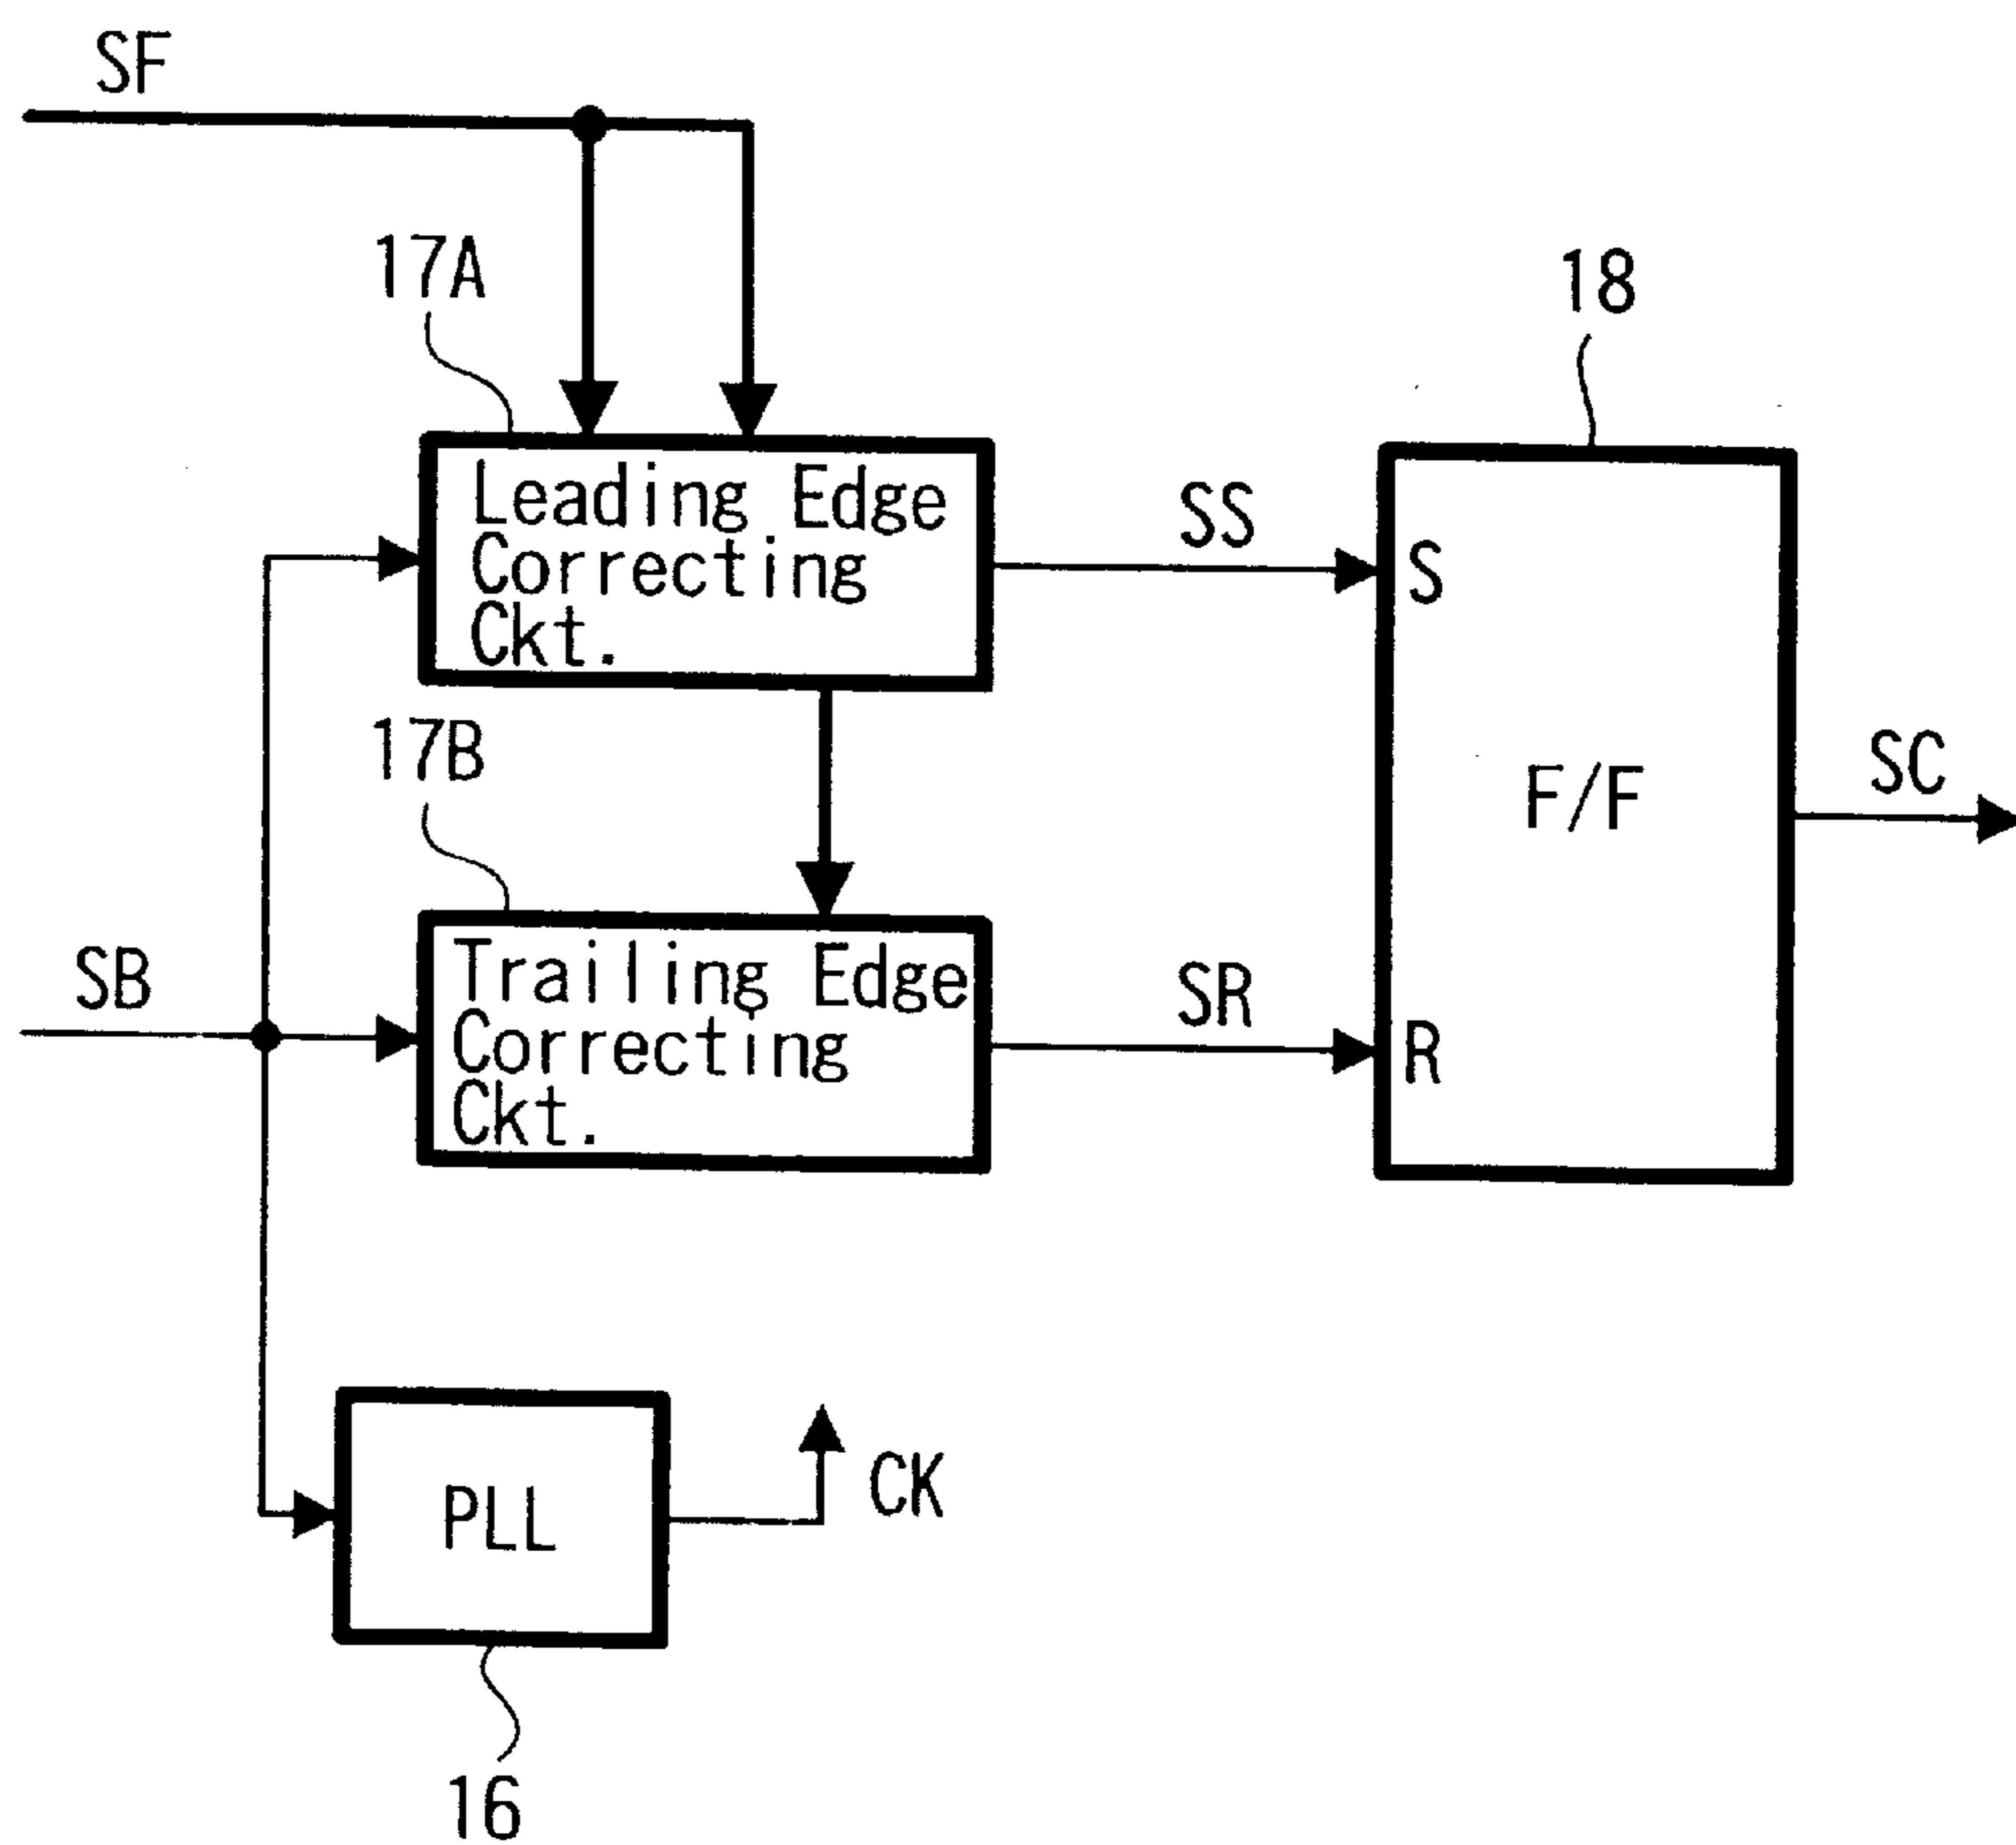 SF
17A
18
Leading Edge
Correcting
Ckt.
SS
S
17B
F/F
SC
SB
Trailing Edge
Correcting
Ckt.
SR
R
PLL
CK
16